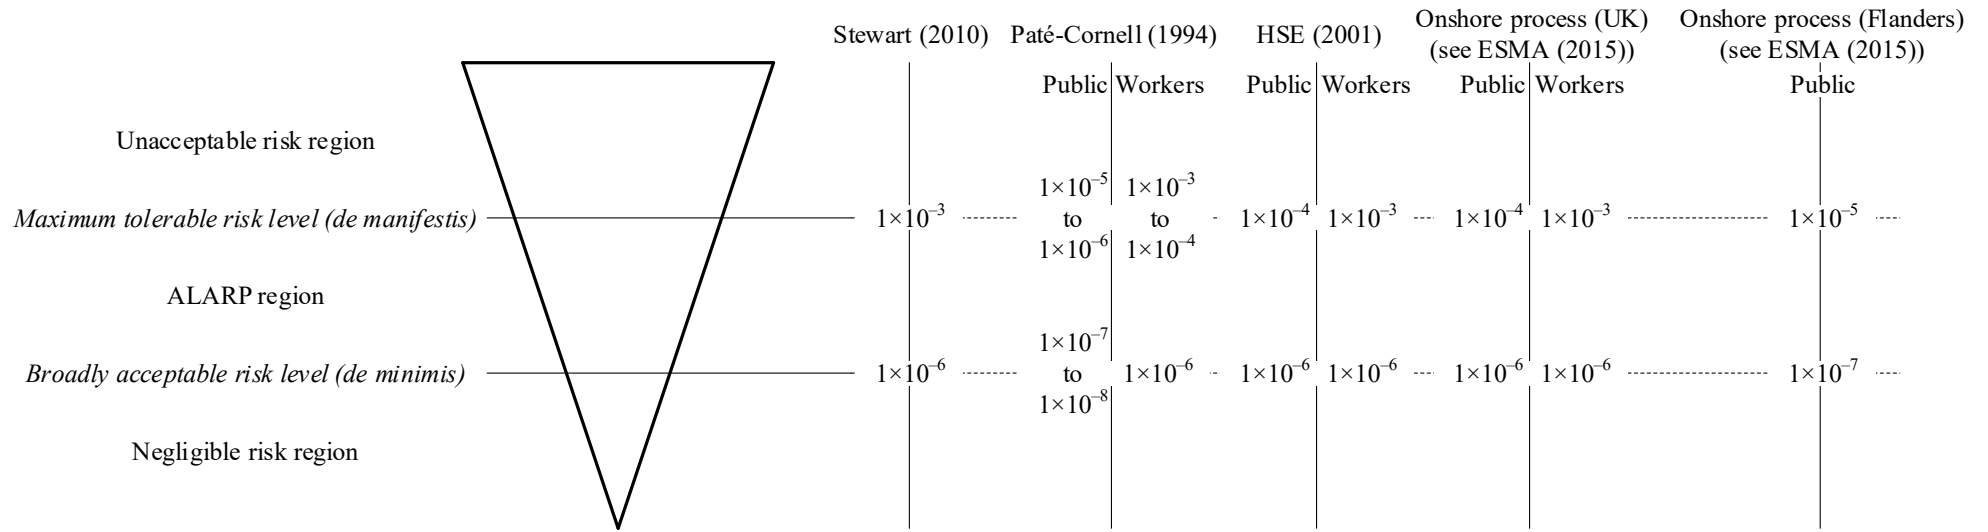 Stewart (2010) Paté-Cornell (1994) HSE (2001) Onshore process (UK) Onshore process (Flanders)
(see ESMA (2015)) (see ESMA (2015))
Public Workers Public Workers Public Workers Public
Unacceptable risk region
1×10⁻⁵ 1×10⁻³
Maximum tolerable risk level (de manifestis) 1×10⁻³ to to 1×10⁻⁴ 1×10⁻³ 1×10⁻⁴ 1×10⁻³ 1×10⁻⁵
1×10⁻⁶ 1×10⁻⁴
ALARP region
1×10⁻⁷
Broadly acceptable risk level (de minimis) 1×10⁻⁶ to 1×10⁻⁶ 1×10⁻⁶ 1×10⁻⁶ 1×10⁻⁶ 1×10⁻⁶ 1×10⁻⁷
1×10⁻⁸
Negligible risk region